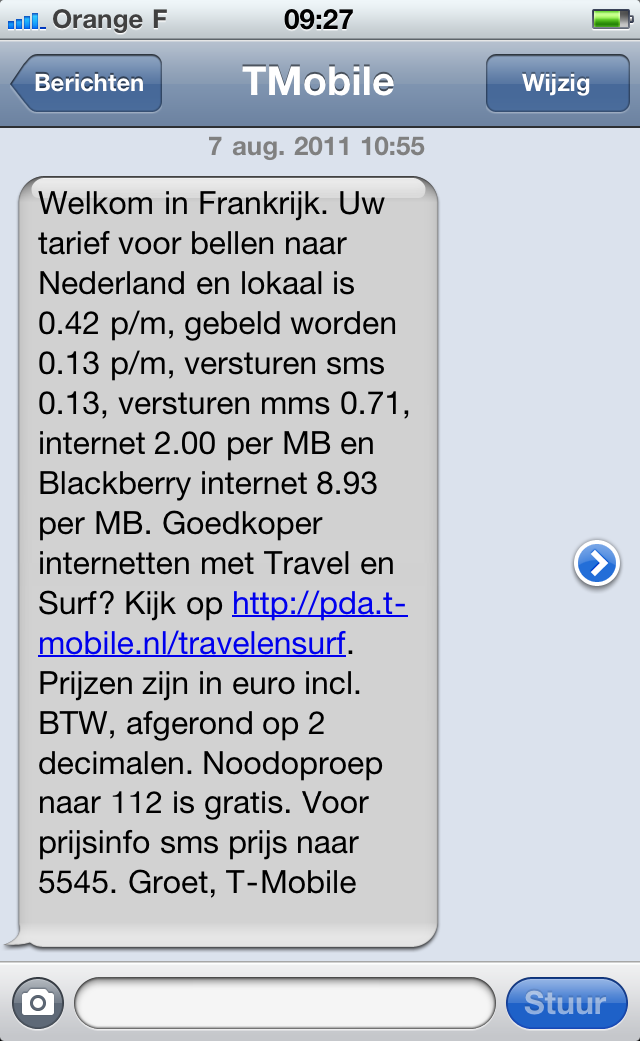 Orange F 09:27
Berichten TMobile Wijzig
7 aug. 2011 10:55
Welkom in Frankrijk. Uw
tarief voor bellen naar
Nederland en lokaal is
0.42 p/m, gebeld worden
0.13 p/m, versturen sms
0.13, versturen mms 0.71,
internet 2.00 per MB en
Blackberry internet 8.93
per MB. Goedkoper
internetten met Travel en
Surf? Kijk op http://pda.t-
mobile.nl/travelensurf.
Prijzen zijn in euro incl.
BTW, afgerond op 2
decimalen. Noodoproep
naar 112 is gratis. Voor
prijsinfo sms prijs naar
5545. Groet, T-Mobile
Stuur